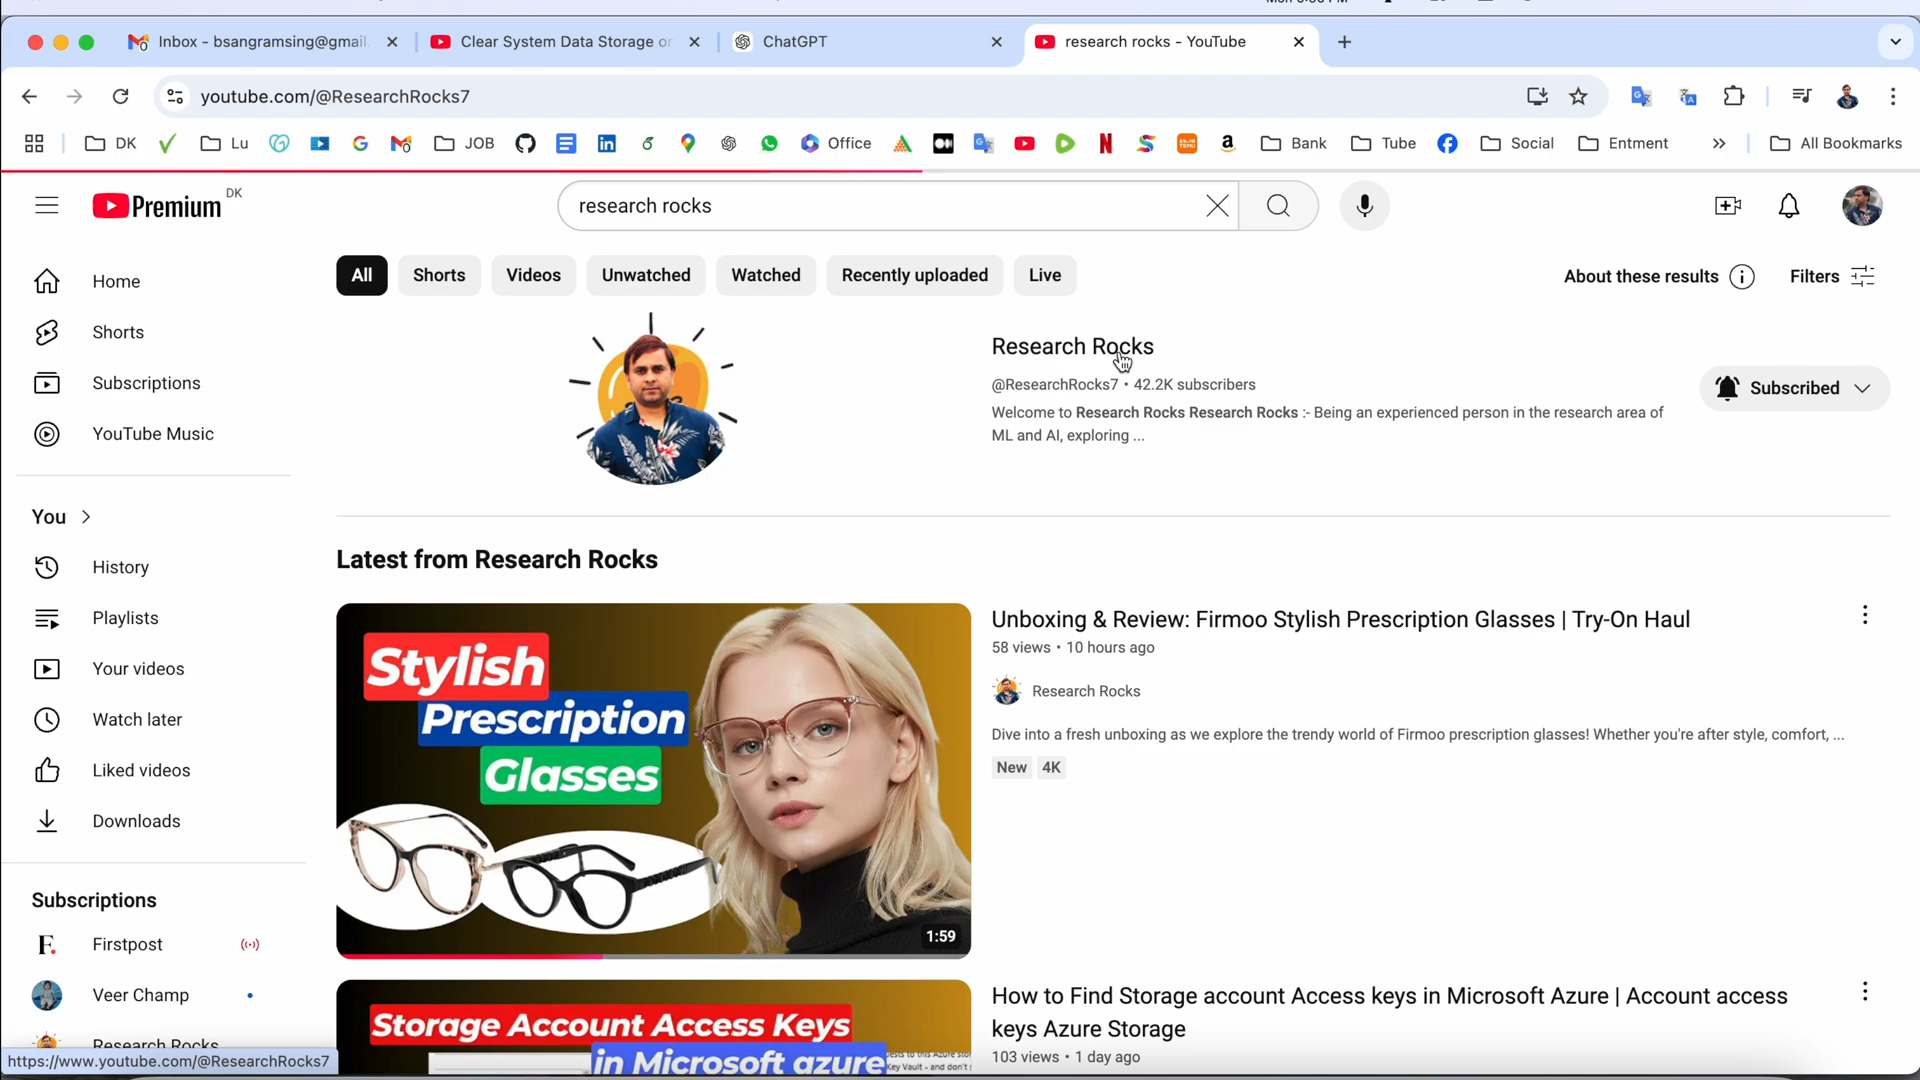 Inbox - bsangramsing@gmail.
Clear System Data Storage or
ChatGPT
research rocks - YouTube
youtube.com/@ResearchRocks7
DK
Lu
JOB
Office
Bank
Tube
Social
Entment
All Bookmarks
Premium DK
research rocks
Home
Shorts
Subscriptions
YouTube Music
You
History
Playlists
Your videos
Watch later
Liked videos
Downloads
Subscriptions
Firstpost
Veer Champ
Research Rocks
https://www.youtube.com/@ResearchRocks7
All
Shorts
Videos
Unwatched
Watched
Recently uploaded
Live
About these results
Filters
Research Rocks
@ResearchRocks7 • 42.2K subscribers
Welcome to Research Rocks Research Rocks :- Being an experienced person in the research area of
ML and AI, exploring ...
Subscribed
Latest from Research Rocks
Stylish
Prescription
Glasses
1:59
Unboxing & Review: Firmoo Stylish Prescription Glasses | Try-On Haul
58 views • 10 hours ago
Research Rocks
Dive into a fresh unboxing as we explore the trendy world of Firmoo prescription glasses! Whether you're after style, comfort, ...
New
4K
Storage Account Access Keys
in Microsoft azure
Key Vault - and don't
How to Find Storage account Access keys in Microsoft Azure | Account access
keys Azure Storage
103 views • 1 day ago